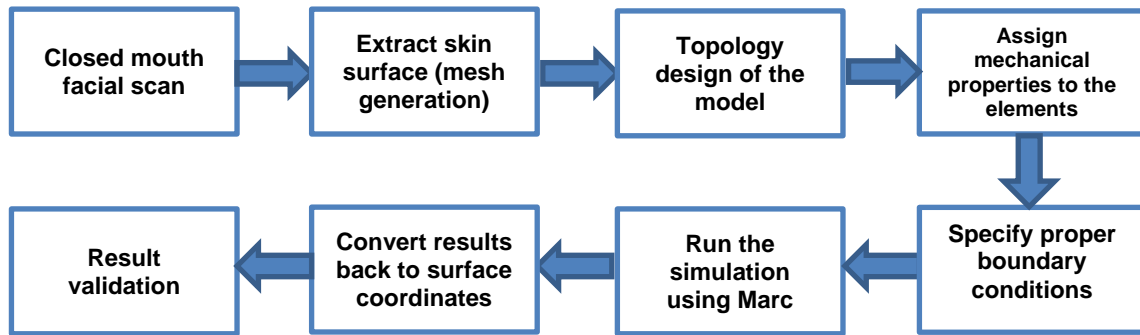 Closed mouth
facial scan
Extract skin
surface (mesh
generation)
Topology
design of the
model
Assign
mechanical
properties to the
elements
Specify proper
boundary
conditions
Run the
simulation
using Marc
Convert results
back to surface
coordinates
Result
validation